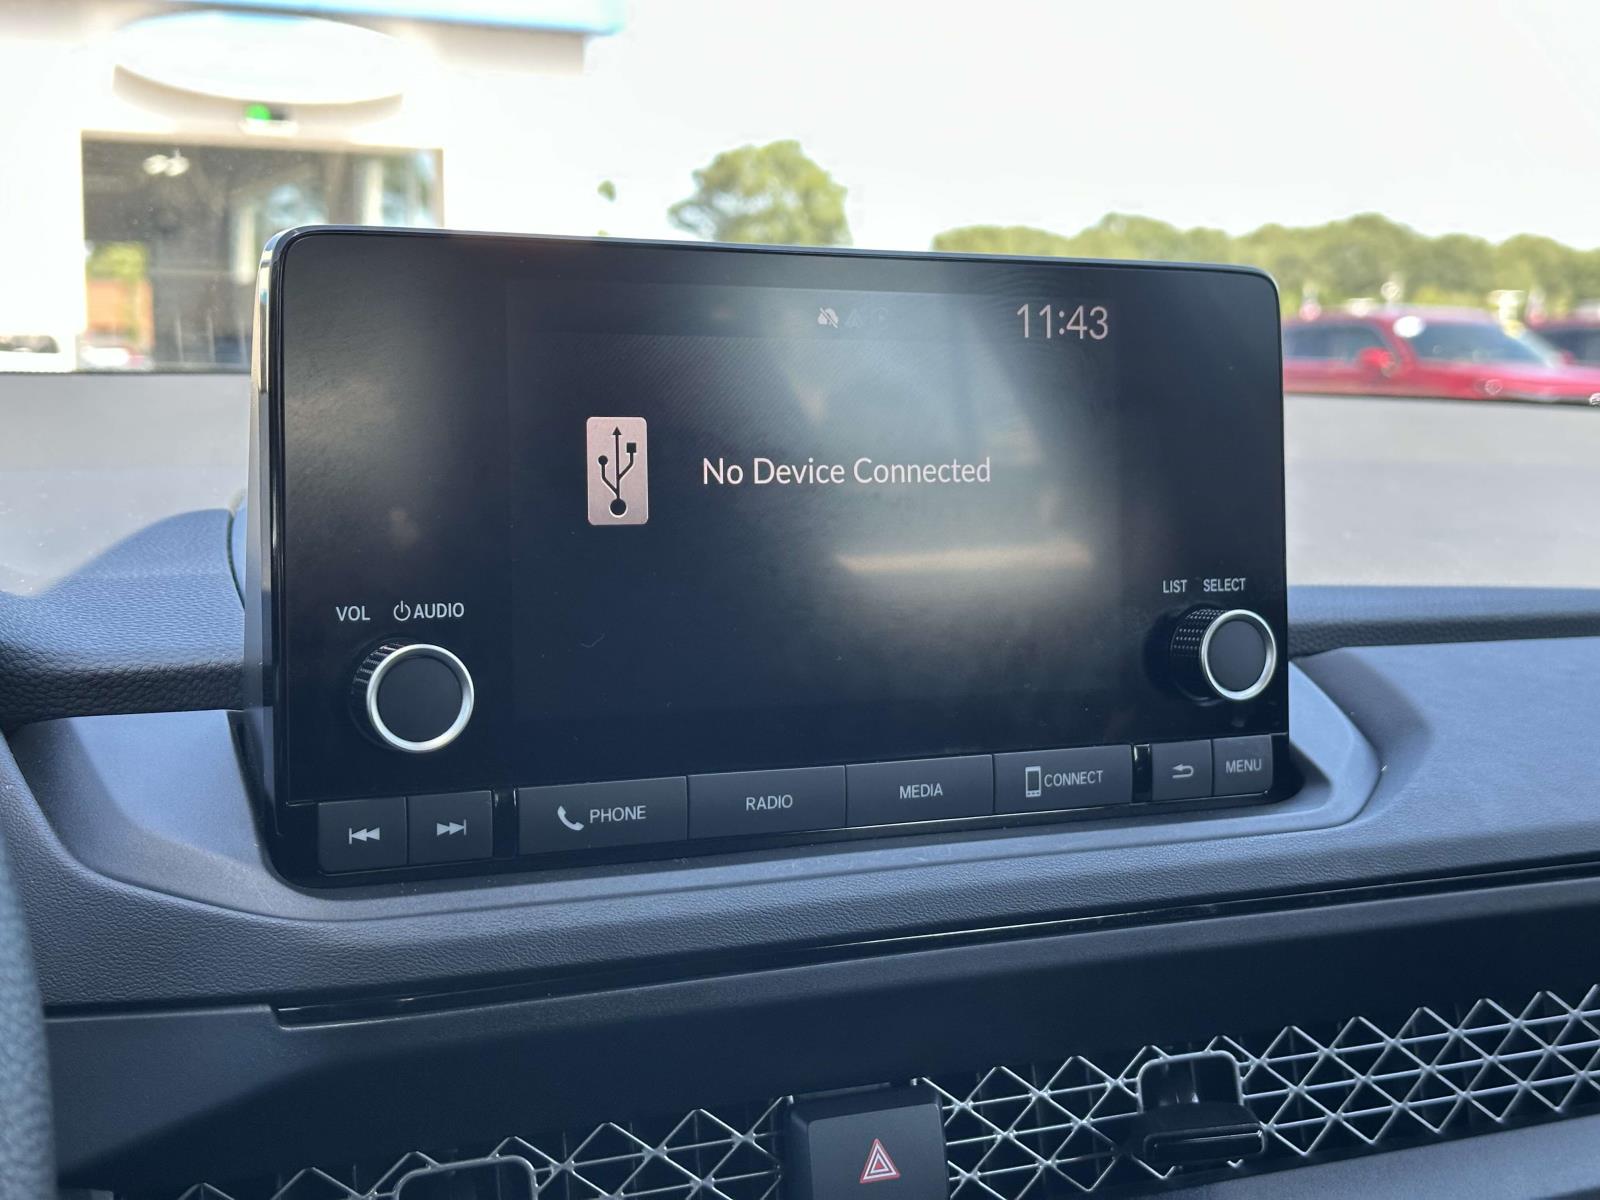 11:43
No Device Connected
VOL AUDIO
LIST SELECT
PHONE
RADIO
MEDIA
CONNECT
MENU